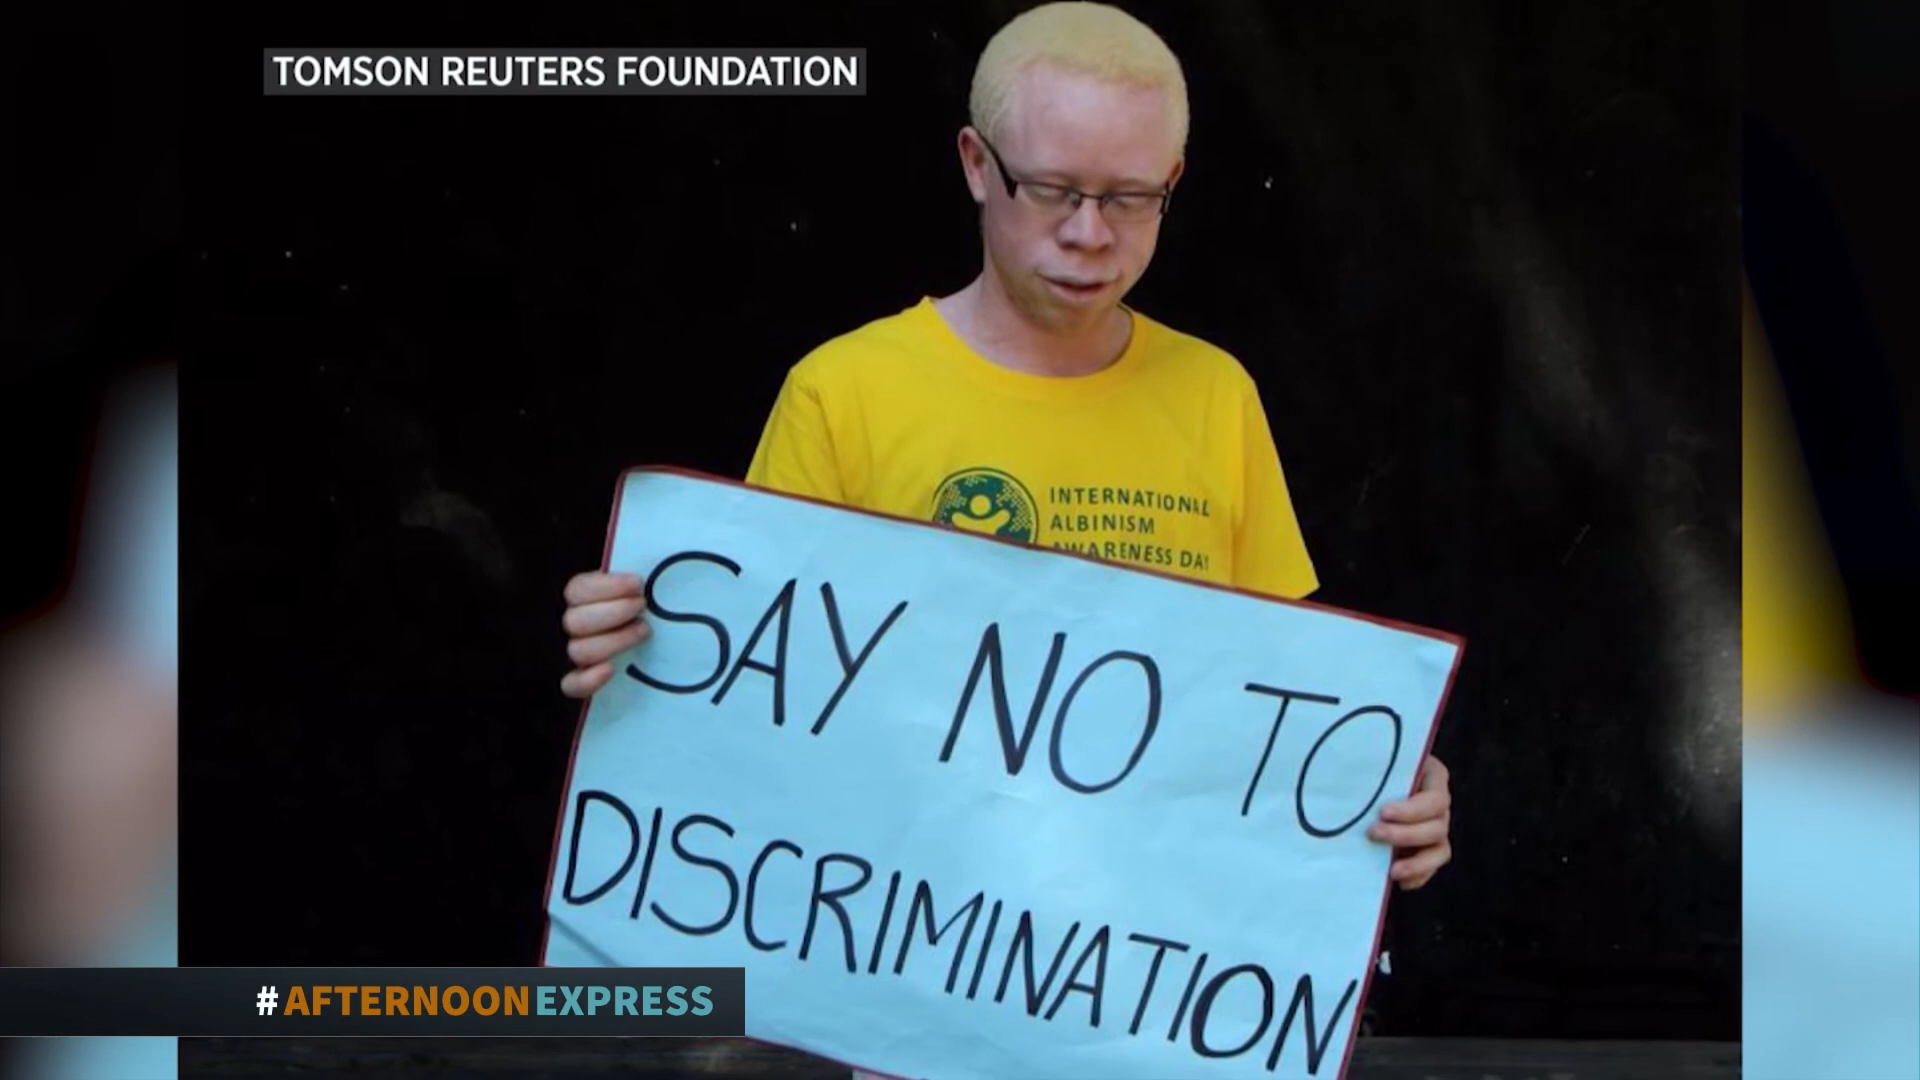 TOMSON REUTERS FOUNDATION
INTERNATIONAL
ALBINISM
AWARENESS DAY
SAY NO TO
DISCRIMINATION
#AFTERNOONEXPRESS